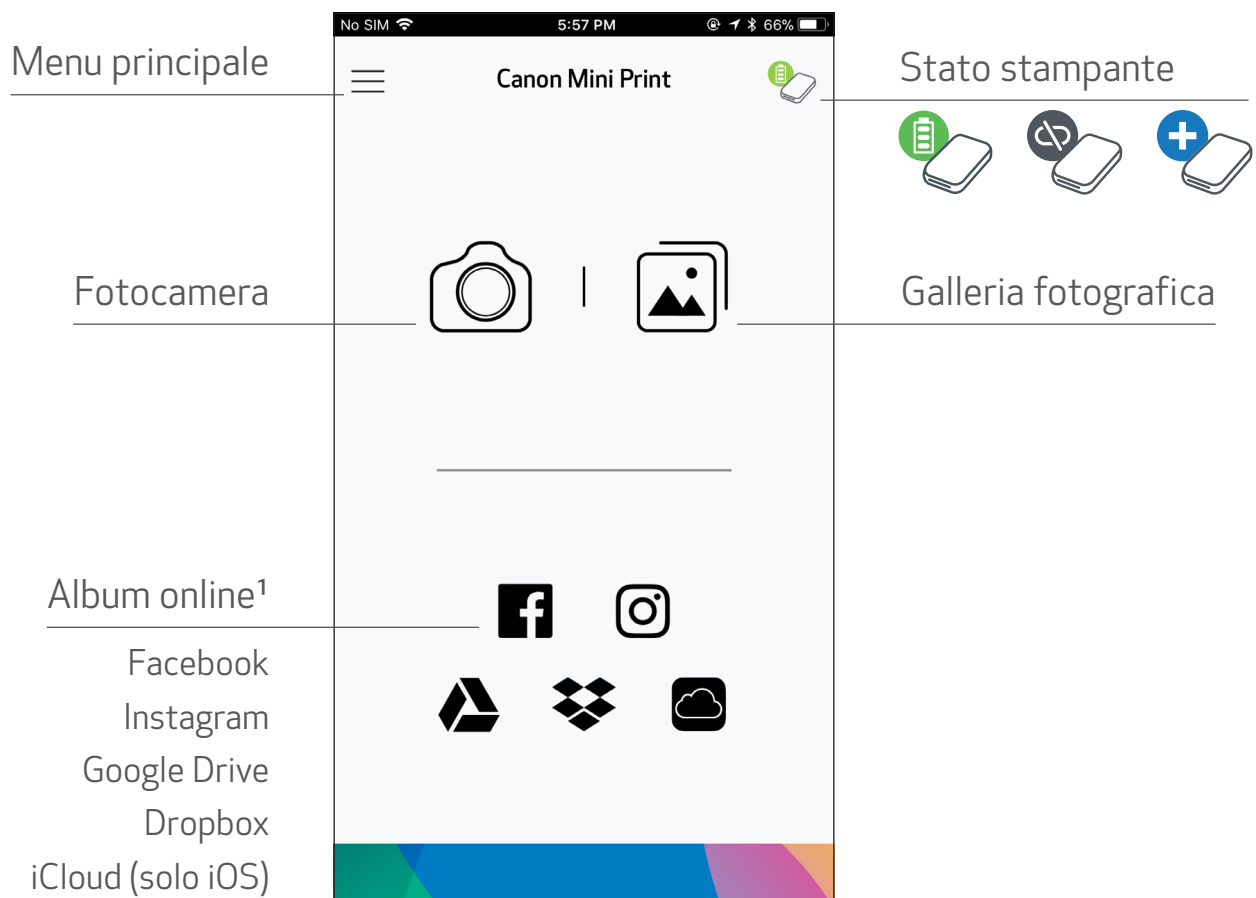 No SIM 5:57 PM 66%
Menu principale
Canon Mini Print
Stato stampante
Fotocamera
Galleria fotografica
Album online¹
Facebook
Instagram
Google Drive
Dropbox
iCloud (solo iOS)